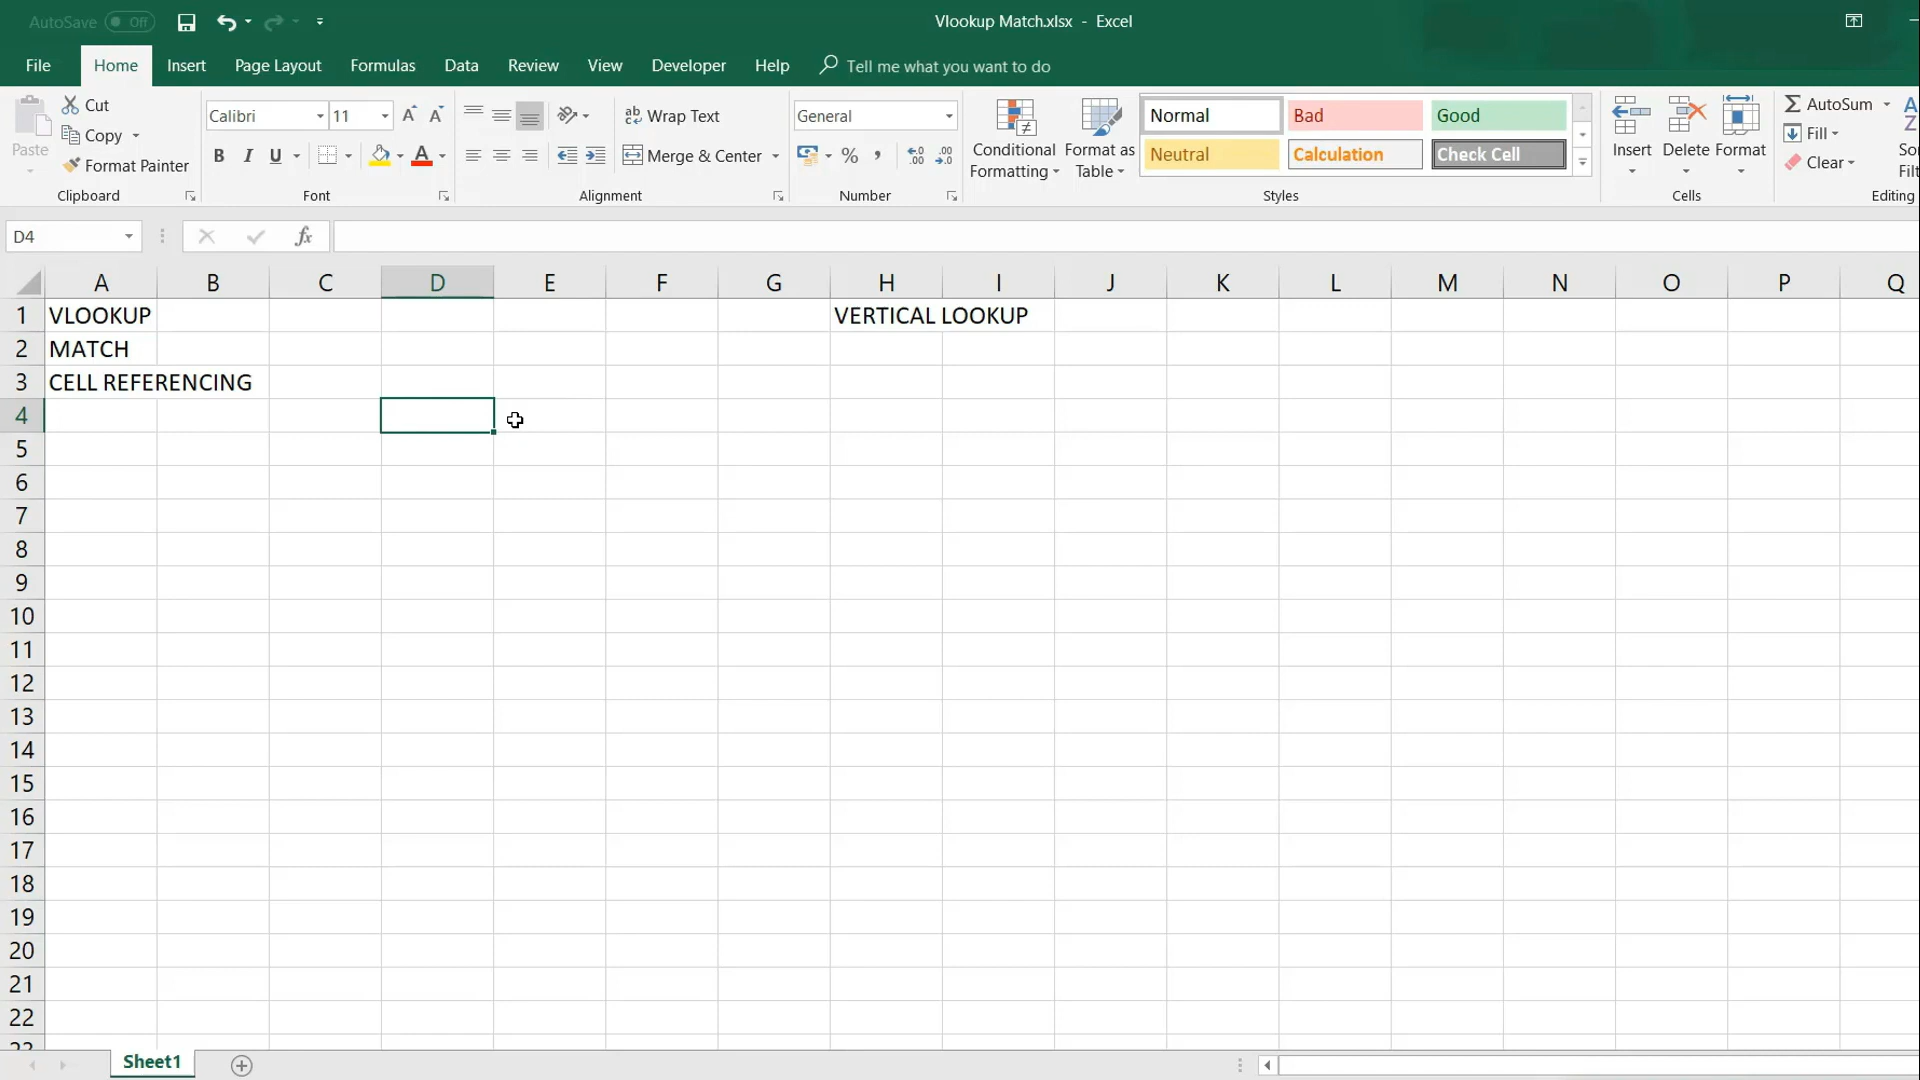 AutoSave Off Vlookup Match.xlsx - Excel
File Home Insert Page Layout Formulas Data Review View Developer Help Tell me what you want to do
Paste Cut Copy Format Painter Clipboard
Calibri 11 B I U A A A Font
ab Wrap Text Merge & Center Alignment
General % , .00 Number
Conditional Formatting Format as Table
Normal Bad Good
Neutral Calculation Check Cell
Styles
Insert Delete Format Cells
AutoSum Fill Clear Editing
D4 fx
A B C D E F G H I J K L M N O P Q
1 VLOOKUP VERTICAL LOOKUP
2 MATCH
3 CELL REFERENCING
4
5
6
7
8
9
10
11
12
13
14
15
16
17
18
19
20
21
22
Sheet1